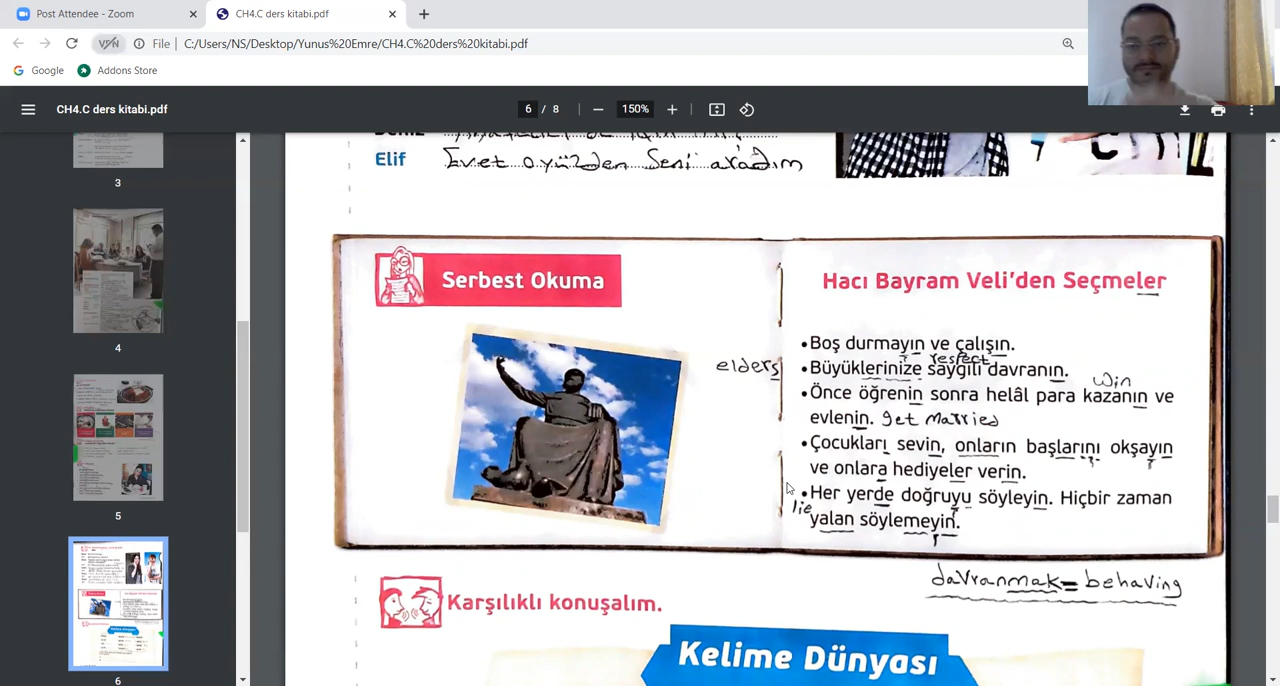 Post Attendee - Zoom
CH4.C ders kitabi.pdf
VPN
File
C:/Users/NS/Desktop/Yunus%20Emre/CH4.C%20ders%20kitabi.pdf
Google
Addons Store
CH4.C ders kitabi.pdf
6 / 8
150%
3
4
5
6
Elif Evet o yüzden Seni aradım
Serbest Okuma
Hacı Bayram Veli'den Seçmeler
•Boş durmayın ve çalışın.
respect
elders
•Büyüklerinize saygılı davranın.
win
•Önce öğrenin sonra helâl para kazanın ve
evlenin. get married
•Çocukları sevin, onların başlarını okşayın
ve onlara hediyeler verin.
•Her yerde doğruyu söyleyin. Hiçbir zaman
lie
yalan söylemeyin.
davranmak = behaving
Karşılıklı konuşalım.
Kelime Dünyası